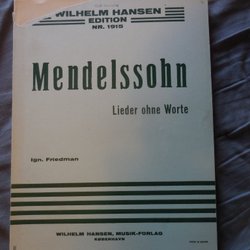 WILHELM HANSEN
EDITION
NR. 1915
Mendelssohn
Lieder ohne Worte
Ign. Friedman
WILHELM HANSEN, MUSIK-FORLAG
KØBENHAVN